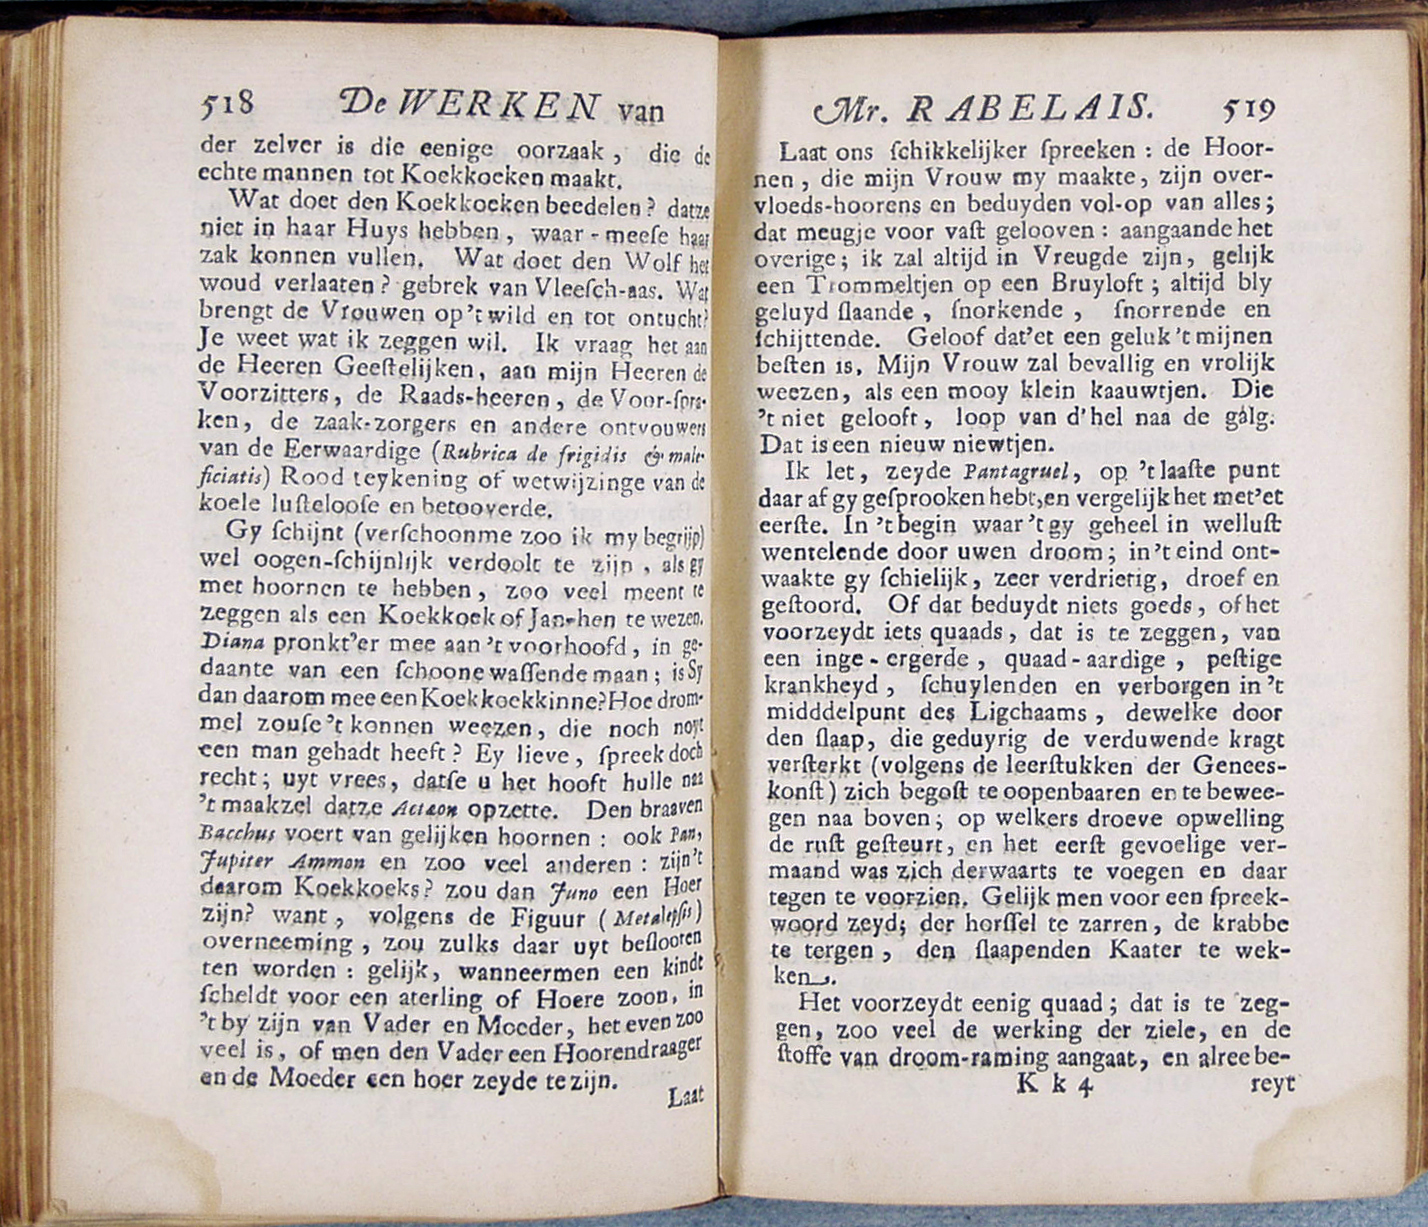 518 De WERKEN van
der zelver is die eenige oorzaak, die de
echte mannen tot Koekkoeken maakt.
Wat doet den Koekkoeken beedelen? datze
niet in haar Huys hebben, waar-meeſe haar
zak konnen vullen. Wat doet den Wolf het
woud verlaaten? gebrek van Vleeſch-aas. Wat
brengt de Vrouwen op't wild en tot ontucht?
Je weet wat ik zeggen wil. Ik vraag het aan
de Heeren Geeſtelijken, aan mijn Heeren de
Voorzitters, de Raads-heeren, de Voor-ſpra-
ken, de zaak-zorgers en andere ontvouwers
van de Eerwaardige (Rubrica de frigidis & male-
ficiatis) Rood teykening of wetwijzinge van de
koele luſtelooſe en betooverde.
Gy ſchijnt (verſchoonme zoo ik my begrijp)
wel oogen-ſchijnlijk verdoolt te zijn, als gy
met hoornen te hebben, zoo veel meent te
zeggen als een Koekkoek of Jan-hen te wezen.
Diana pronkt'er mee aan 't voorhoofd, in ge-
daante van een ſchoone waſſende maan; is Sy
dan daarom mee een Koekkoekkinne? Hoe drom-
mel zouſe 't konnen weezen, die noch noyt
een man gehadt heeft? Ey lieve, ſpreek doch
recht; uyt vrees, datſe u het hooft hulle naa
't maakzel datze Actæon opzette. Den braaven
Bacchus voert van gelijken hoornen: ook Pan,
Jupiter Ammon en zoo veel anderen: zijn't
daarom Koekkoeks? zou dan Juno een Hoer
zijn? want, volgens de Figuur (Metalepſis)
overneeming, zou zulks daar uyt beſlooten
ten worden: gelijk, wanneermen een kindt
ſcheldt voor een aterling of Hoere zoon, in
't by zijn van Vader en Moeder, het even zoo
veel is, of men den Vader een Hoorendraager
en de Moeder een hoer zeyde te zijn.
Laat
Mr. RABELAIS. 519
Laat ons ſchikkelijker ſpreeken: de Hoor-
nen, die mijn Vrouw my maakte, zijn over-
vloeds-hoorens en beduyden vol-op van alles;
dat meugje voor vaſt gelooven: aangaande het
overige; ik zal altijd in Vreugde zijn, gelijk
een Trommeltjen op een Bruyloft; altijd bly
geluyd ſlaande, ſnorkende, ſnorrende en
ſchijttende. Geloof dat'et een geluk 't mijnen
beſten is, Mijn Vrouw zal bevallig en vrolijk
weezen, als een mooy klein kaauwtjen. Die
't niet gelooft, loop van d'hel naa de gàlg.
Dat is een nieuw niewtjen.
Ik let, zeyde Pantagruel, op 't laaſte punt
daar af gy geſprooken hebt, en vergelijk het met'et
eerſte. In 't begin waar 't gy geheel in welluſt
wentelende door uwen droom; in 't eind ont-
waakte gy ſchielijk, zeer verdrietig, droef en
geſtoord. Of dat beduydt niets goeds, of het
voorzeydt iets quaads, dat is te zeggen, van
een inge-ergerde, quaad-aardige, peſtige
krankheyd, ſchuylenden en verborgen in 't
midddelpunt des Ligchaams, dewelke door
den ſlaap, die geduyrig de verduwende kragt
verſterkt (volgens de leerſtukken der Genees-
konſt) zich begoſt te oopenbaaren en te bewee-
gen naa boven; op welkers droeve opwelling
de ruſt geſteurt, en het eerſt gevoelige ver-
maand was zich derwaarts te voegen en daar
tegen te voorzien. Gelijk men voor een ſpreek-
woord zeyd; der horſſel te zarren, de krabbe
te tergen, den ſlaapenden Kaater te wek-
ken.
Het voorzeydt eenig quaad; dat is te zeg-
gen, zoo veel de werking der ziele, en de
ſtoffe van droom-raming aangaat, en alree be-
K k 4 reyt